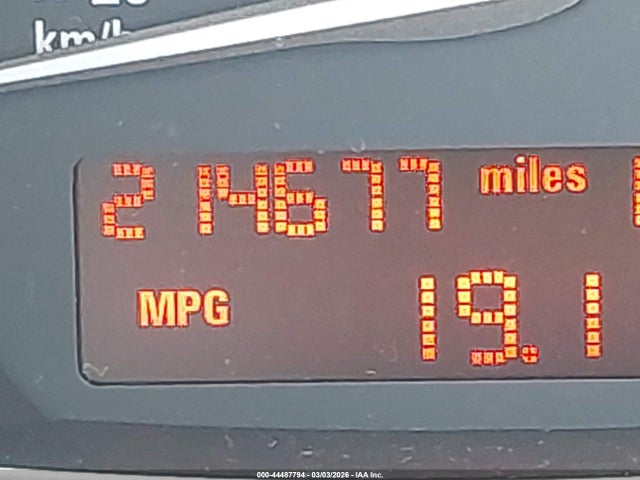 km/h
214677 miles
MPG 19.1
000-44487794 - 03/03/2026 - IAA Inc.